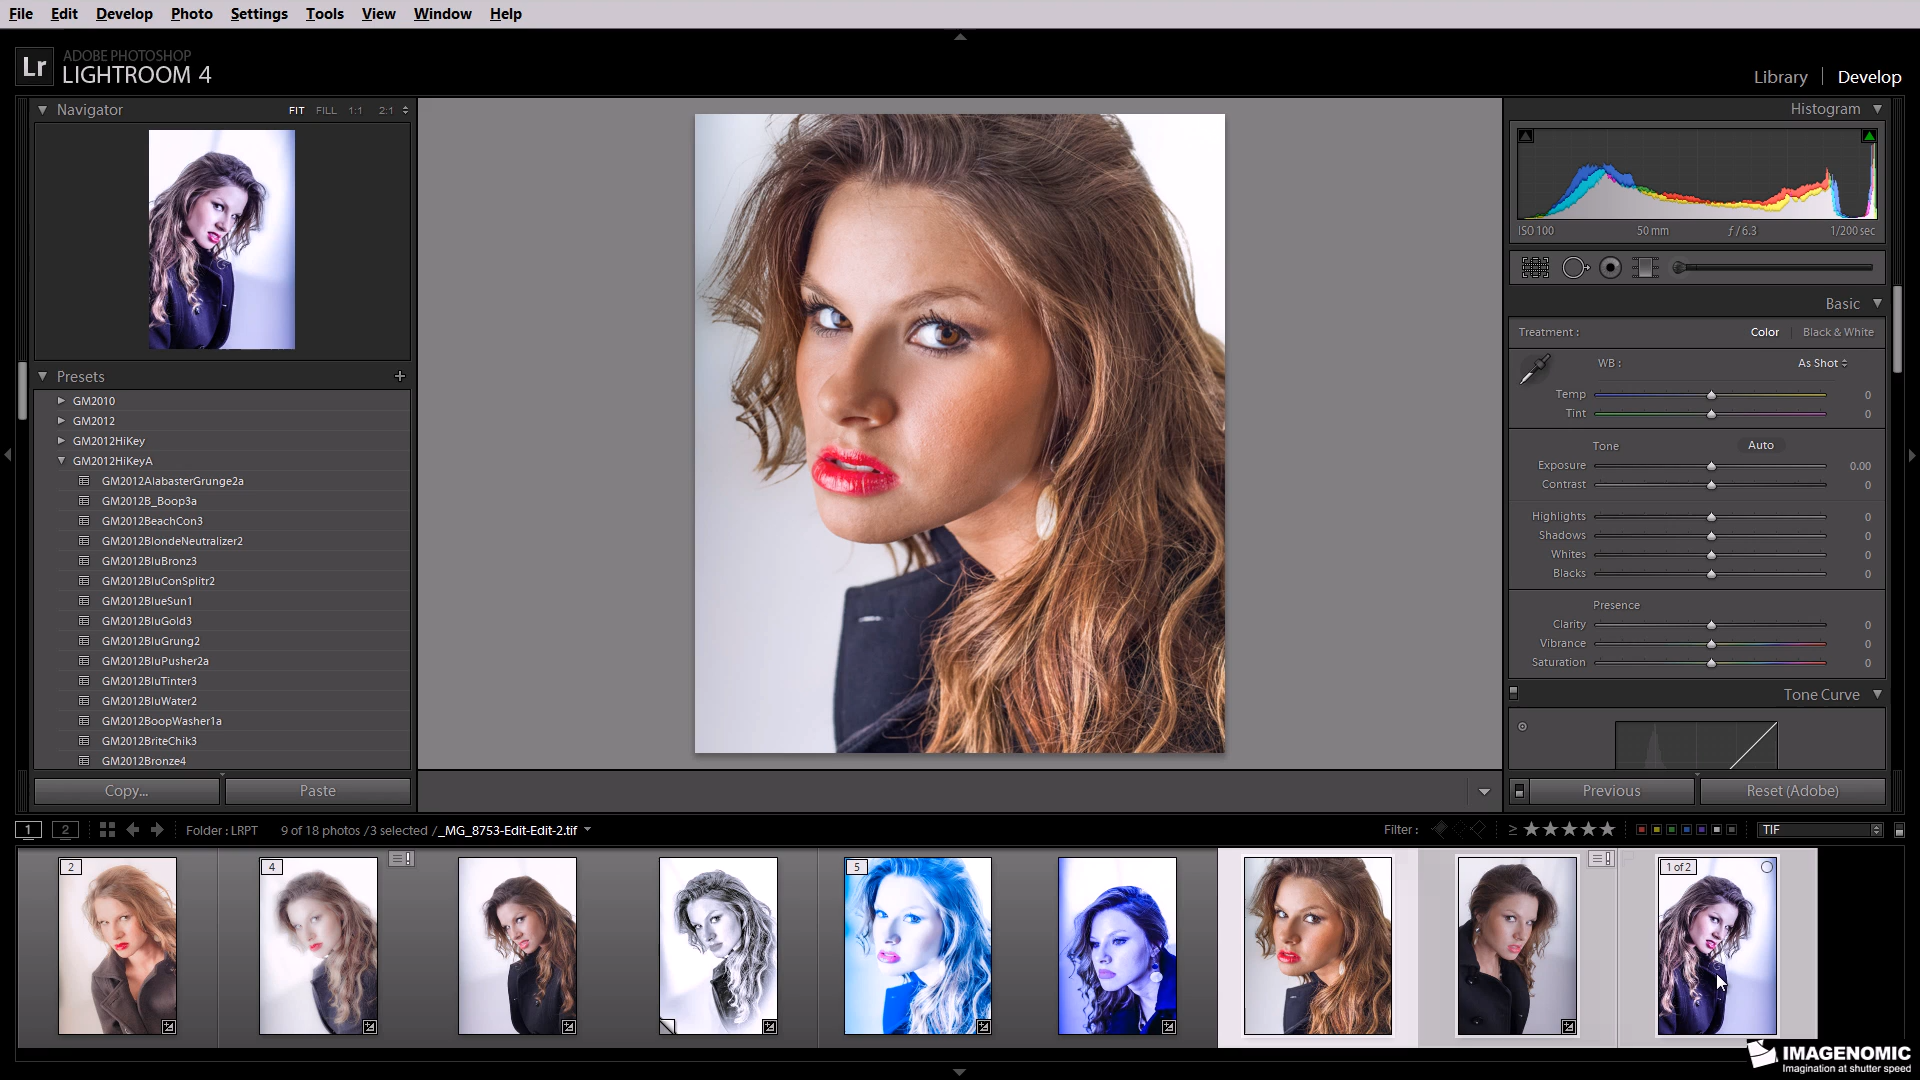 File Edit Develop Photo Settings Tools View Window Help
Lr ADOBE PHOTOSHOP
LIGHTROOM 4
Library Develop
Navigator FIT FILL 1:1 2:1
Presets +
GM2010
GM2012
GM2012HiKey
GM2012HiKeyA
GM2012AlabasterGrunge2a
GM2012B_Boop3a
GM2012BeachCon3
GM2012BlondeNeutralizer2
GM2012BluBronz3
GM2012BluConSplitr2
GM2012BlueSun1
GM2012BluGold3
GM2012BluGrung2
GM2012BluPusher2a
GM2012BluTinter3
GM2012BluWater2
GM2012BoopWasher1a
GM2012BriteChik3
GM2012Bronze4
Copy... Paste
Histogram
ISO 100 50 mm ƒ / 6.3 1/200 sec
Basic
Treatment : Color Black & White
WB : As Shot
Temp 0
Tint 0
Tone Auto
Exposure 0.00
Contrast 0
Highlights 0
Shadows 0
Whites 0
Blacks 0
Presence
Clarity 0
Vibrance 0
Saturation 0
Tone Curve
Previous Reset (Adobe)
1 2 Folder : LRPT 9 of 18 photos /3 selected /_MG_8753-Edit-Edit-2.tif Filter : ≥ ★★★★★ TIF
2 4 5 1 of 2
IMAGENOMIC
Imagination at shutter speed